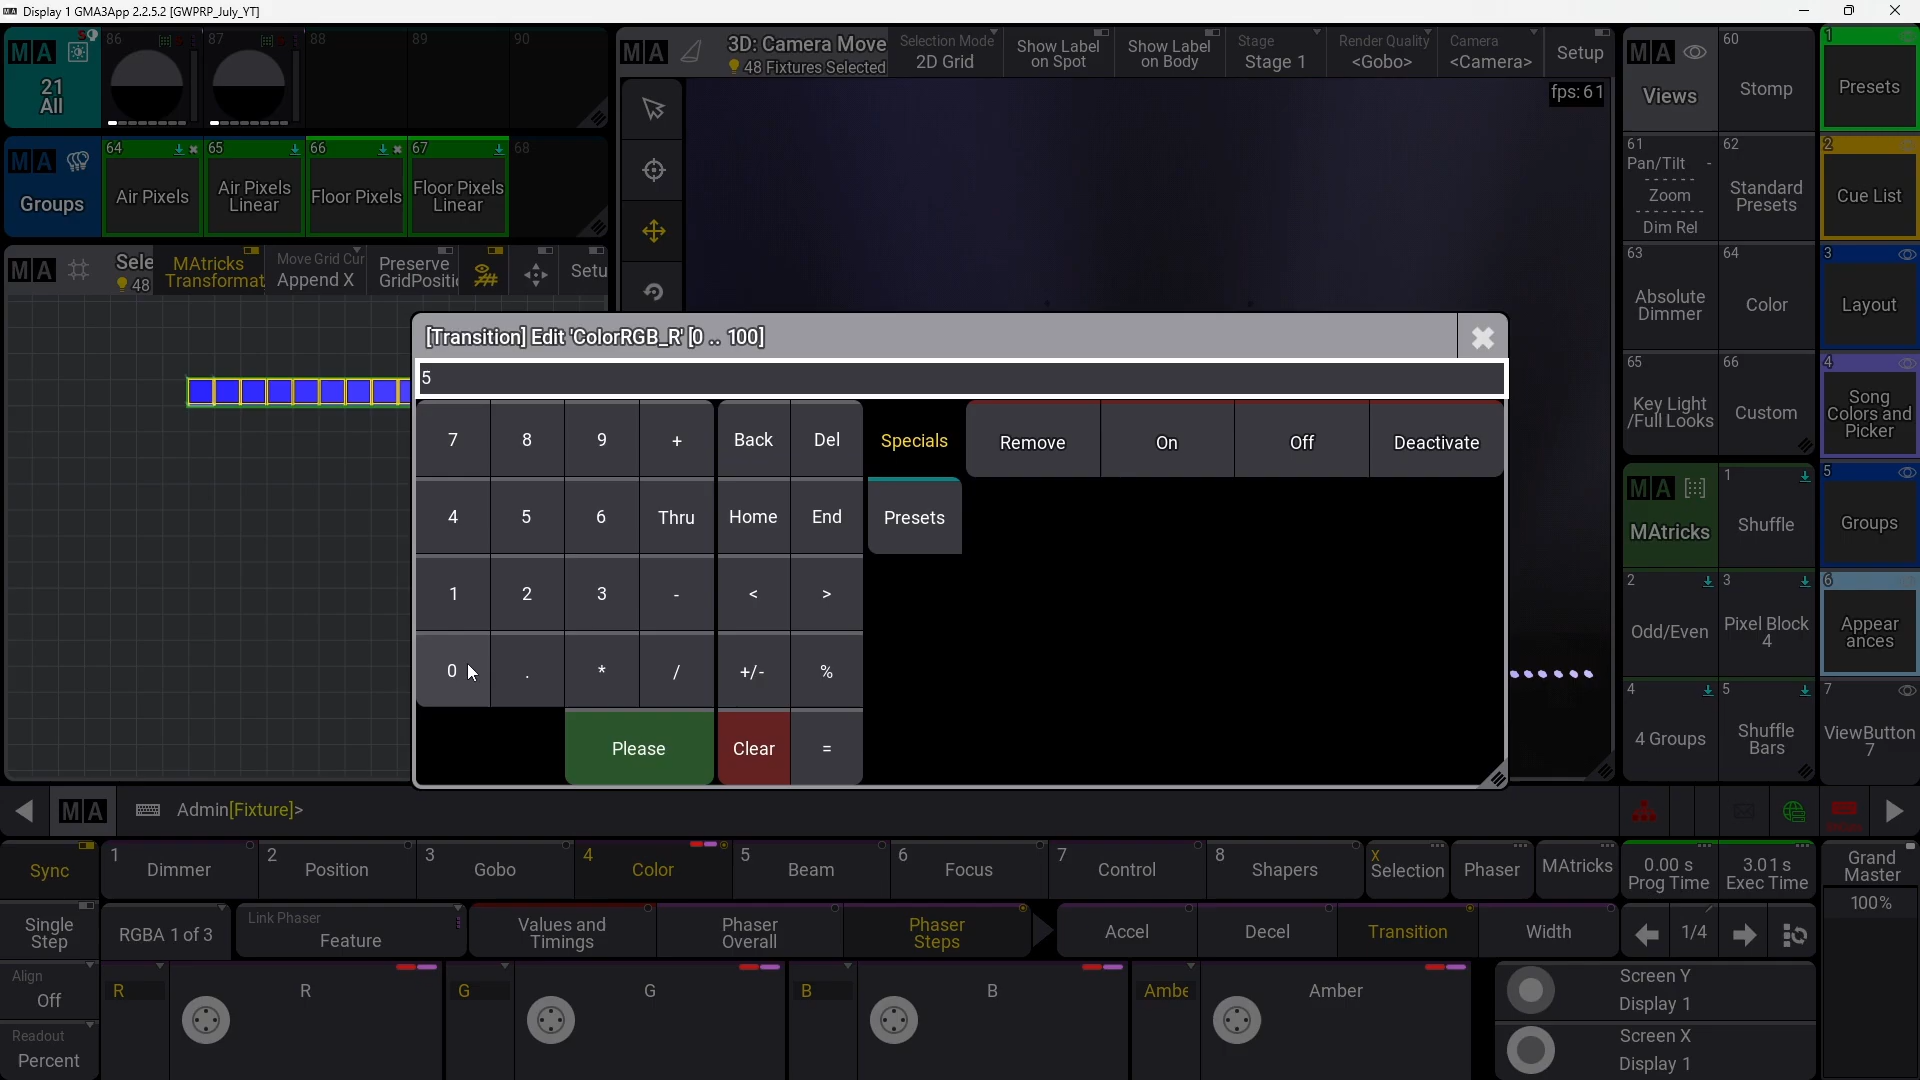 Display 1 GMA3App 2.2.5.2 [GWPRP_July_YT]
MA
21
All
86
87
88
89
90
MA
Groups
64
Air Pixels
65
Air Pixels
Linear
66
Floor Pixels
67
Floor Pixels
Linear
68
MA
Sele
48
MAtricks
Transformat
Move Grid Cur
Append X
Preserve
GridPositi
Setu
MA
3D: Camera Move
48 Fixtures Selected
Selection Mode
2D Grid
Show Label
on Spot
Show Label
on Body
Stage
Stage 1
Render Quality
<Gobo>
Camera
<Camera>
Setup
fps: 61
MA
Views
60
Stomp
61
Pan/Tilt -
Zoom
Dim Rel
62
Standard
Presets
63
Absolute
Dimmer
64
Color
65
Key Light
/Full Looks
66
Custom
MA
MAtricks
1
Shuffle
2
Odd/Even
3
Pixel Block
4
4
4 Groups
5
Shuffle
Bars
1
Presets
2
Cue List
3
Layout
4
Song
Colors and
Picker
5
Groups
6
Appear
ances
7
ViewButton
7
[Transition] Edit 'ColorRGB_R' [0 .. 100]
5
7
8
9
+
Back
Del
Specials
Remove
On
Off
Deactivate
4
5
6
Thru
Home
End
Presets
1
2
3
-
<
>
0
.
*
/
+/-
%
Please
Clear
=
MA
Admin[Fixture]>
Sync
1
Dimmer
2
Position
3
Gobo
4
Color
5
Beam
6
Focus
7
Control
8
Shapers
X
Selection
Phaser
MAtricks
0.00 s
Prog Time
3.01 s
Exec Time
Grand
Master
100%
Single
Step
RGBA 1 of 3
Link Phaser
Feature
Values and
Timings
Phaser
Overall
Phaser
Steps
Accel
Decel
Transition
Width
1/4
Align
Off
Readout
Percent
R
R
G
G
B
B
Ambe
Amber
Screen Y
Display 1
Screen X
Display 1